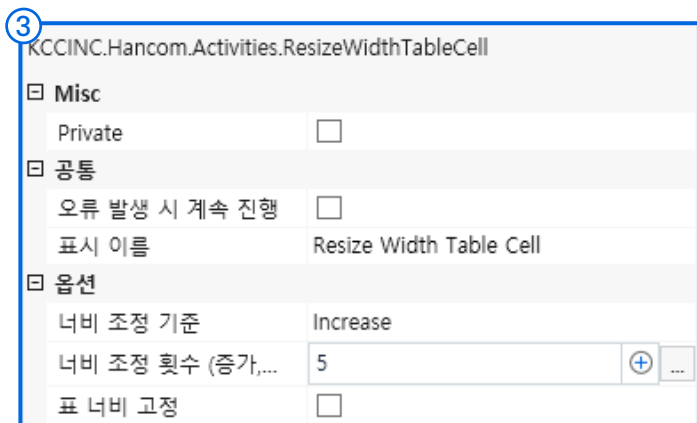 3
KCCINC.Hancom.Activities.ResizeWidthTableCell
Misc
Private
공통
오류 발생 시 계속 진행
표시 이름 Resize Width Table Cell
옵션
너비 조정 기준 Increase
너비 조정 횟수 (증가,... 5 ...
표 너비 고정